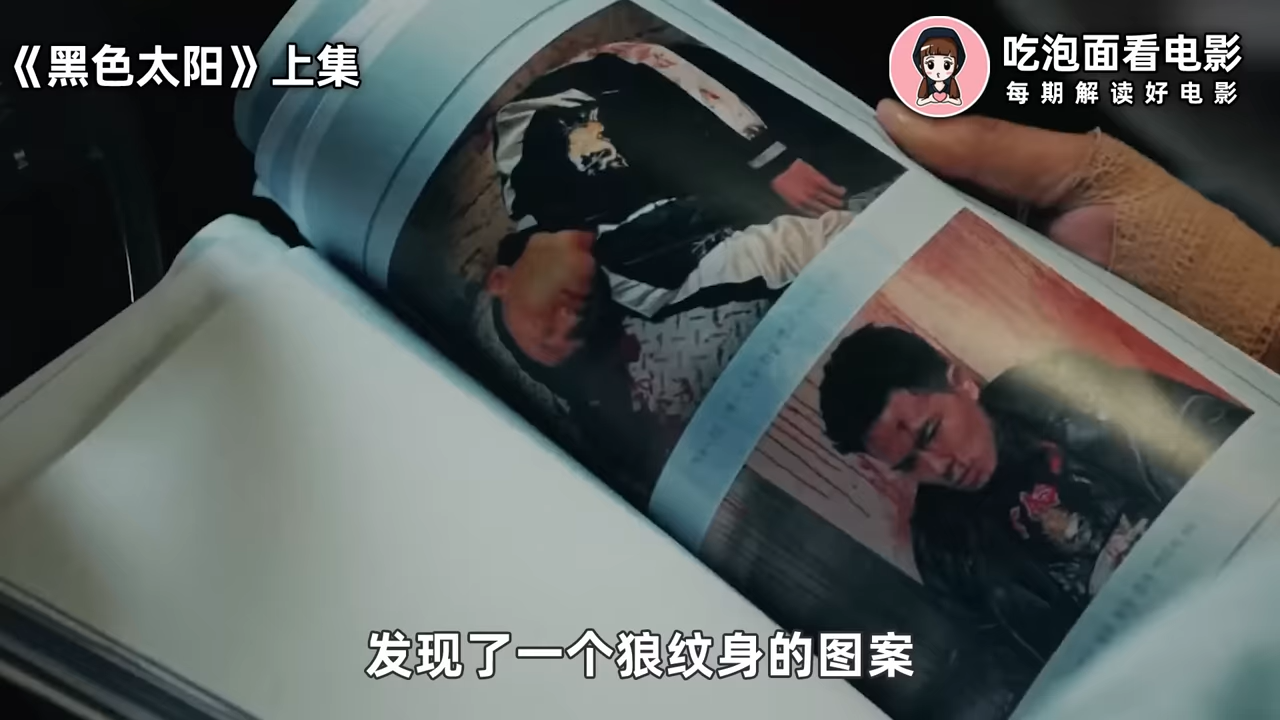 《黑色太阳》上集
吃泡面看电影
每期解读好电影
发现了一个狼纹身的图案